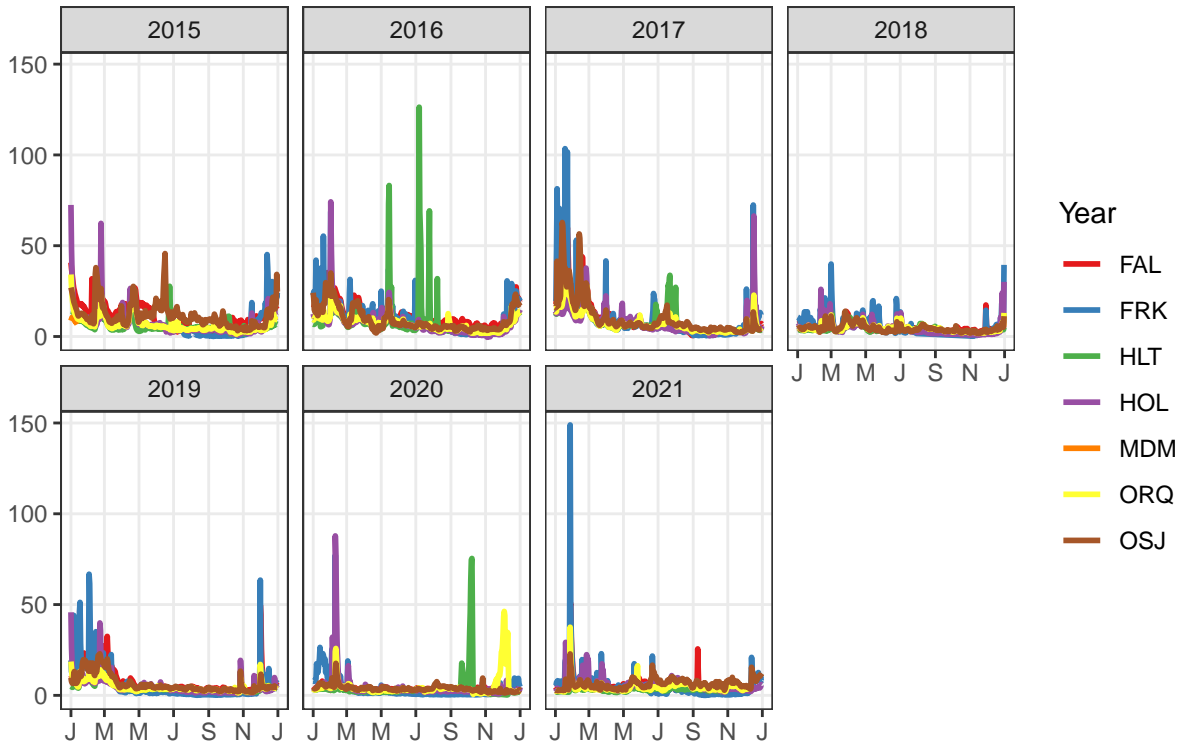 2015 2016 2017 2018
150
100
50
0
J M M J S N J
2019 2020 2021
150
100
50
0
J M M J S N J J M M J S N J J M M J S N J
Year
FAL
FRK
HLT
HOL
MDM
ORQ
OSJ